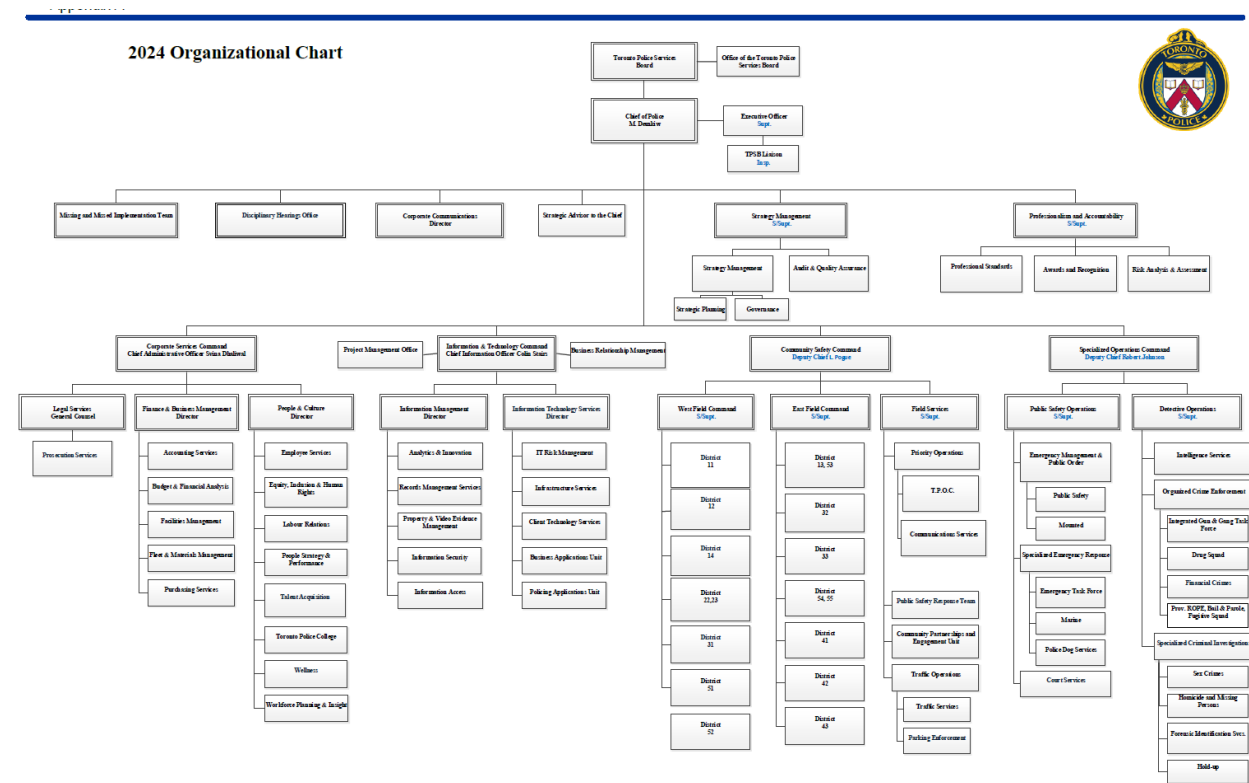 2024 Organizational Chart
TORONTO
POLICE
Toronto Police Services
Board
Office of the Toronto Police
Services Board
Chief of Police
M. Demkiw
Executive Officer
Supt.
TPSB Liaison
Insp.
Missing and Missed Implementation Team
Disciplinary Hearings Office
Corporate Communications
Director
Strategic Advisor to the Chief
Strategy Management
S/Supt.
Professionalism and Accountability
S/Supt.
Strategy Management
Audit & Quality Assurance
Professional Standards
Awards and Recognition
Risk Analysis & Assessment
Strategic Planning
Governance
Corporate Services Command
Chief Administrative Officer Svina Dhaliwal
Project Management Office
Information & Technology Command
Chief Information Officer Colin Stairs
Business Relationship Management
Community Safety Command
Deputy Chief L Pogue
Specialized Operations Command
Deputy Chief Robert Johnson
Legal Services
General Counsel
Finance & Business Management
Director
People & Culture
Director
Information Management
Director
Information Technology Services
Director
West Field Command
S/Supt.
East Field Command
S/Supt.
Field Services
S/Supt.
Public Safety Operations
S/Supt.
Detective Operations
S/Supt.
Prosecution Services
Accounting Services
Budget & Financial Analysis
Facilities Management
Fleet & Materials Management
Purchasing Services
Employee Services
Equity, Inclusion & Human
Rights
Labour Relations
People Strategy &
Performance
Talent Acquisition
Toronto Police College
Wellness
Workforce Planning & Insight
Analytics & Innovation
Records Management Services
Property & Video Evidence
Management
Information Security
Information Access
IT Risk Management
Infrastructure Services
Client Technology Services
Business Applications Unit
Policing Applications Unit
District
11
District
12
District
14
District
22,23
District
31
District
51
District
52
District
13, 53
District
32
District
33
District
54, 55
District
41
District
42
District
43
Priority Operations
T.P.O.C.
Communications Services
Public Safety Response Team
Community Partnerships and
Engagement Unit
Traffic Operations
Traffic Services
Parking Enforcement
Emergency Management &
Public Order
Public Safety
Mounted
Specialized Emergency Response
Emergency Task Force
Marine
Police Dog Services
Court Services
Intelligence Services
Organized Crime Enforcement
Integrated Gun & Gang Task
Force
Drug Squad
Financial Crimes
Prov. ROPE, Bail & Parole,
Fugitive Squad
Specialized Criminal Investigation
Sex Crimes
Homicide and Missing
Persons
Forensic Identification Svcs.
Hold-up